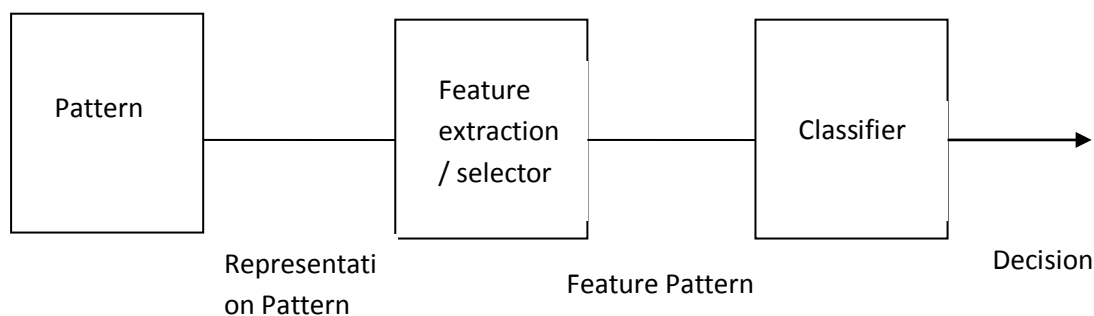 Pattern
Feature
extraction
/ selector
Classifier
Representati
on Pattern
Feature Pattern
Decision